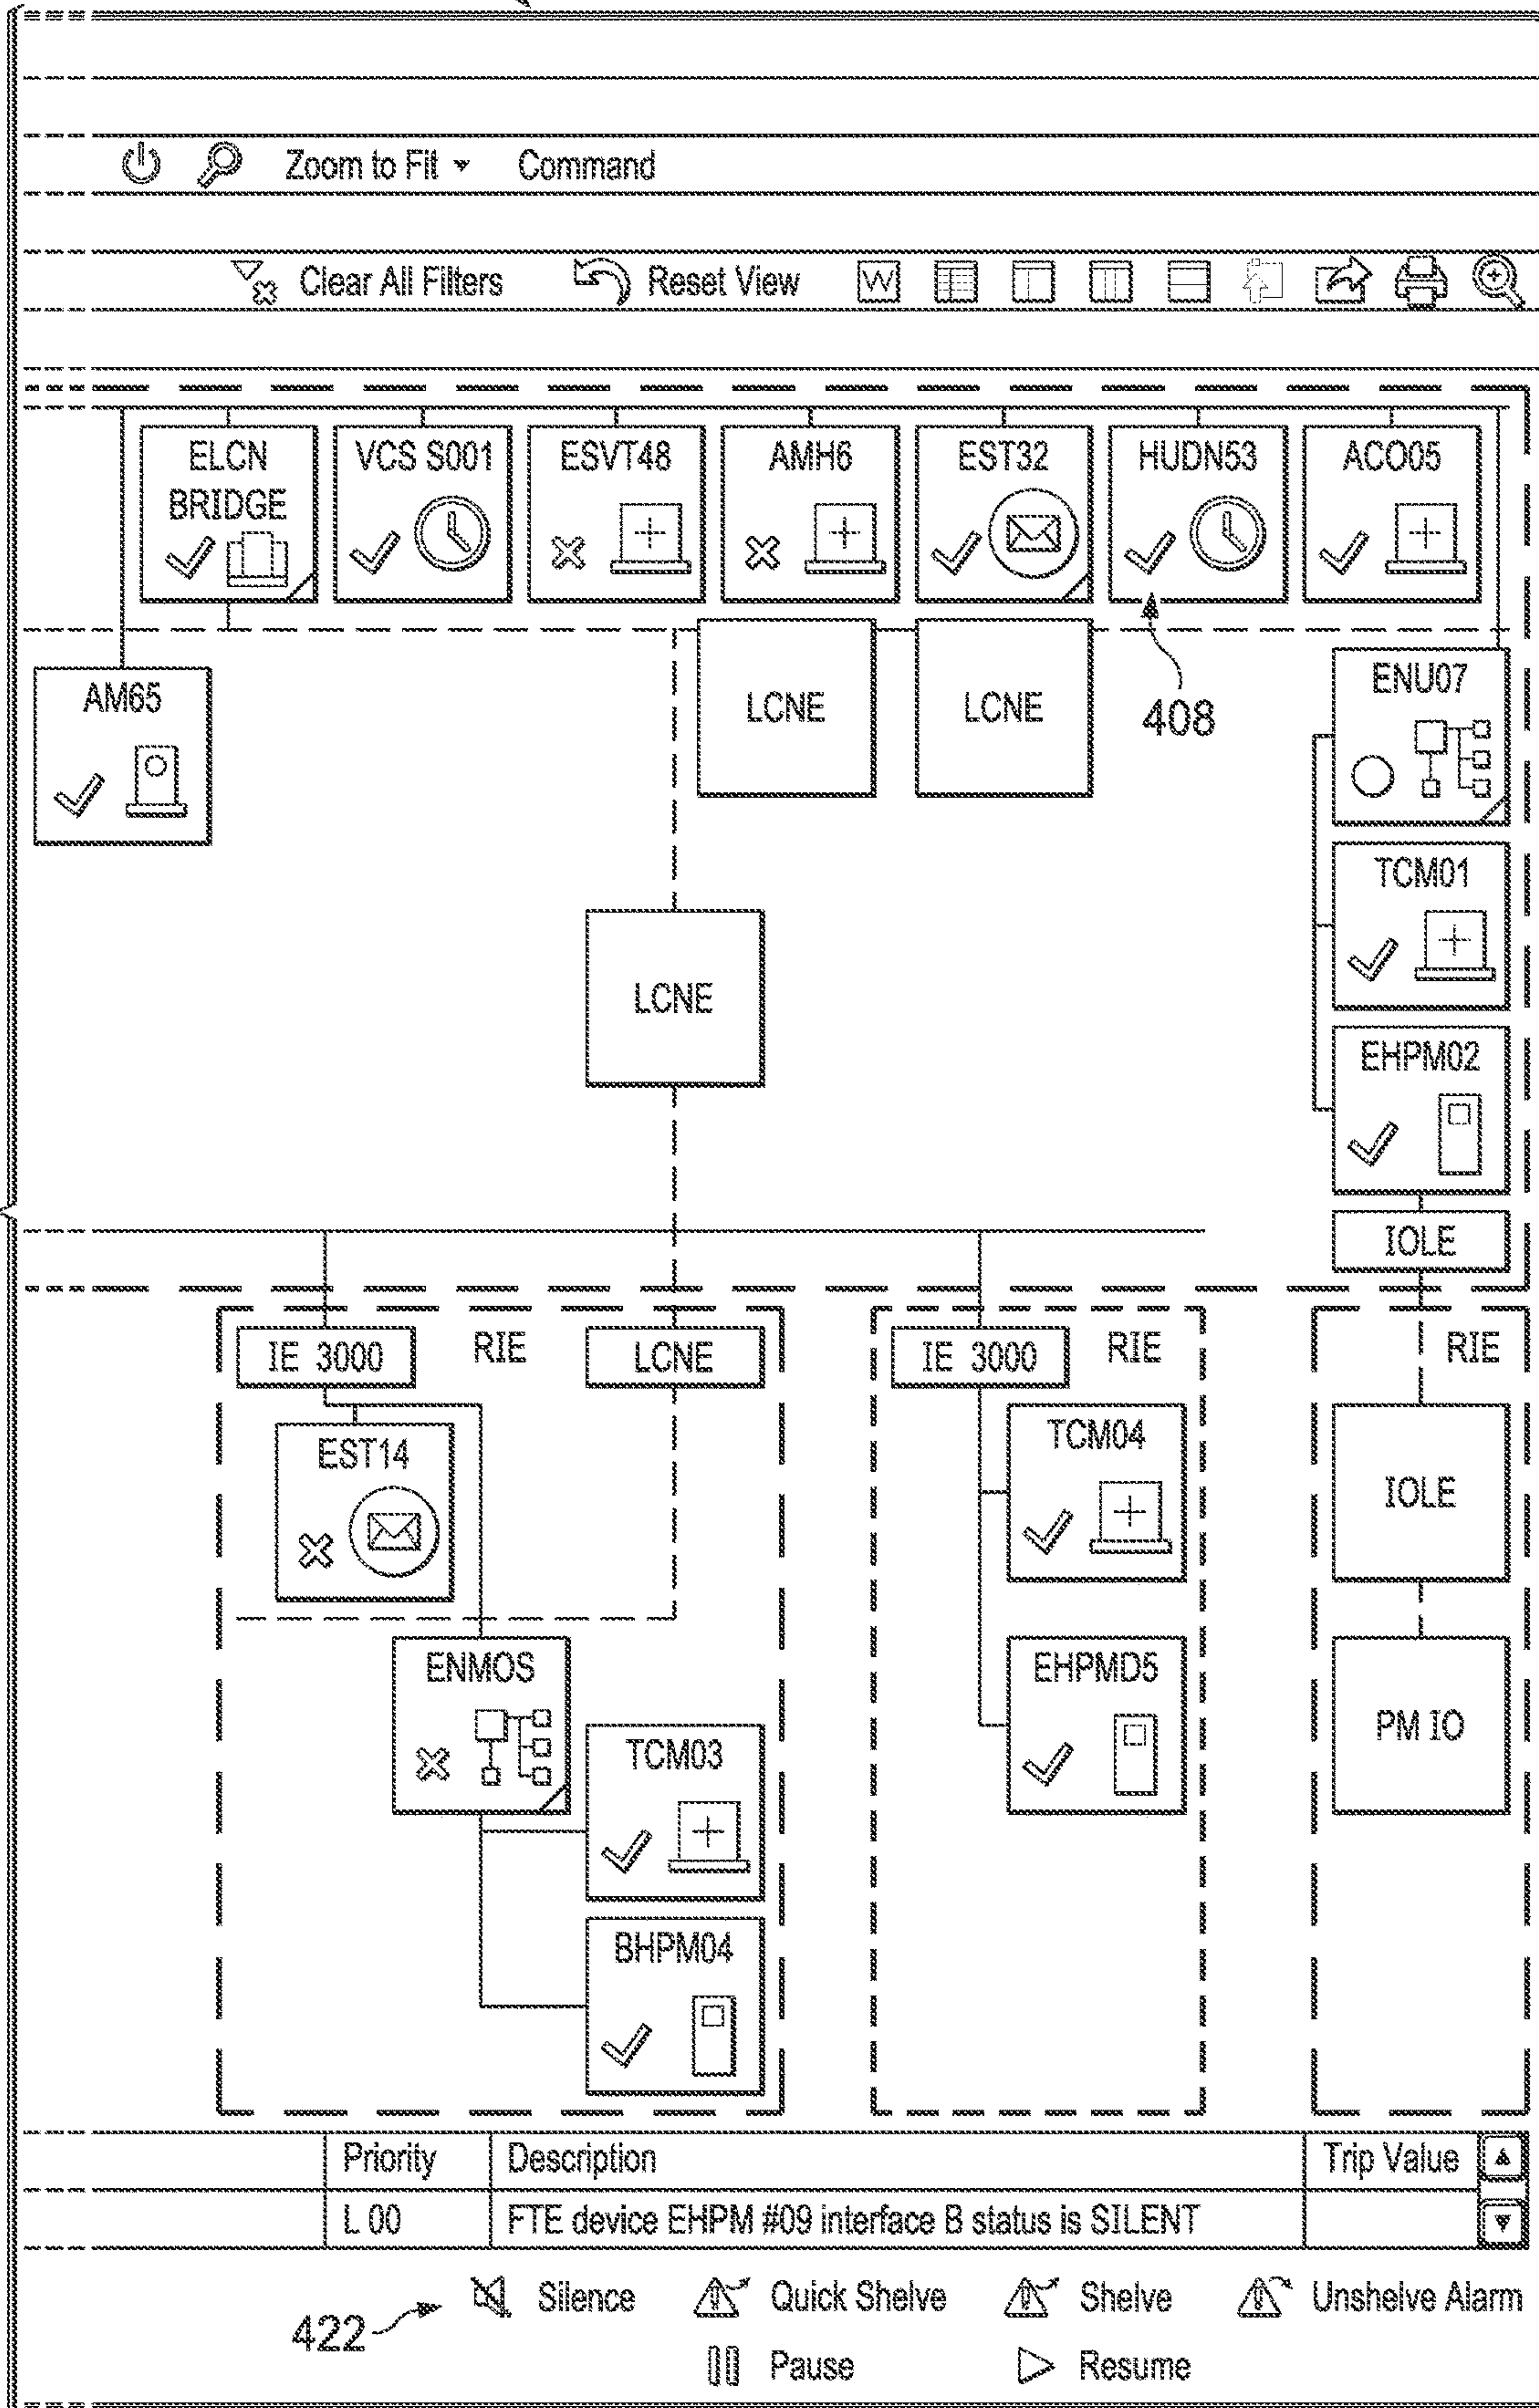 Zoom to Fit Command
Clear All Filters Reset View
ELCN
BRIDGE
VCS S001
ESVT48
AMH6
EST32
HUDN53
ACO05
AM65
LCNE
LCNE
408
ENU07
TCM01
LCNE
EHPM02
IOLE
IE 3000
RIE
LCNE
IE 3000
RIE
RIE
EST14
TCM04
IOLE
ENMOS
EHPMD5
PM IO
TCM03
BHPM04
Priority Description Trip Value
L 00 FTE device EHPM #09 interface B status is SILENT
422
Silence Quick Shelve Shelve Unshelve Alarm
Pause Resume